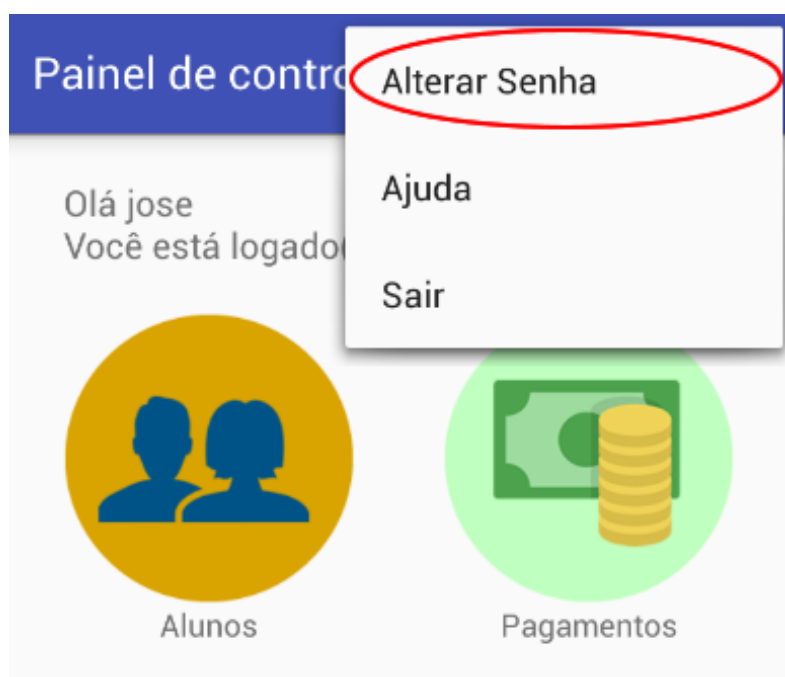 Painel de contro
Alterar Senha
Ajuda
Sair
Olá jose
Você está logado
Alunos
Pagamentos